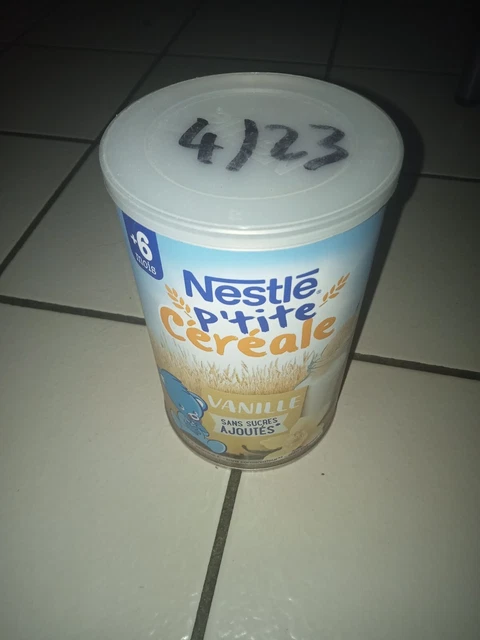 4/23
+6
mois
Nestlé
P'tite
Céréale
VANILLE
SANS SUCRES
AJOUTÉS*